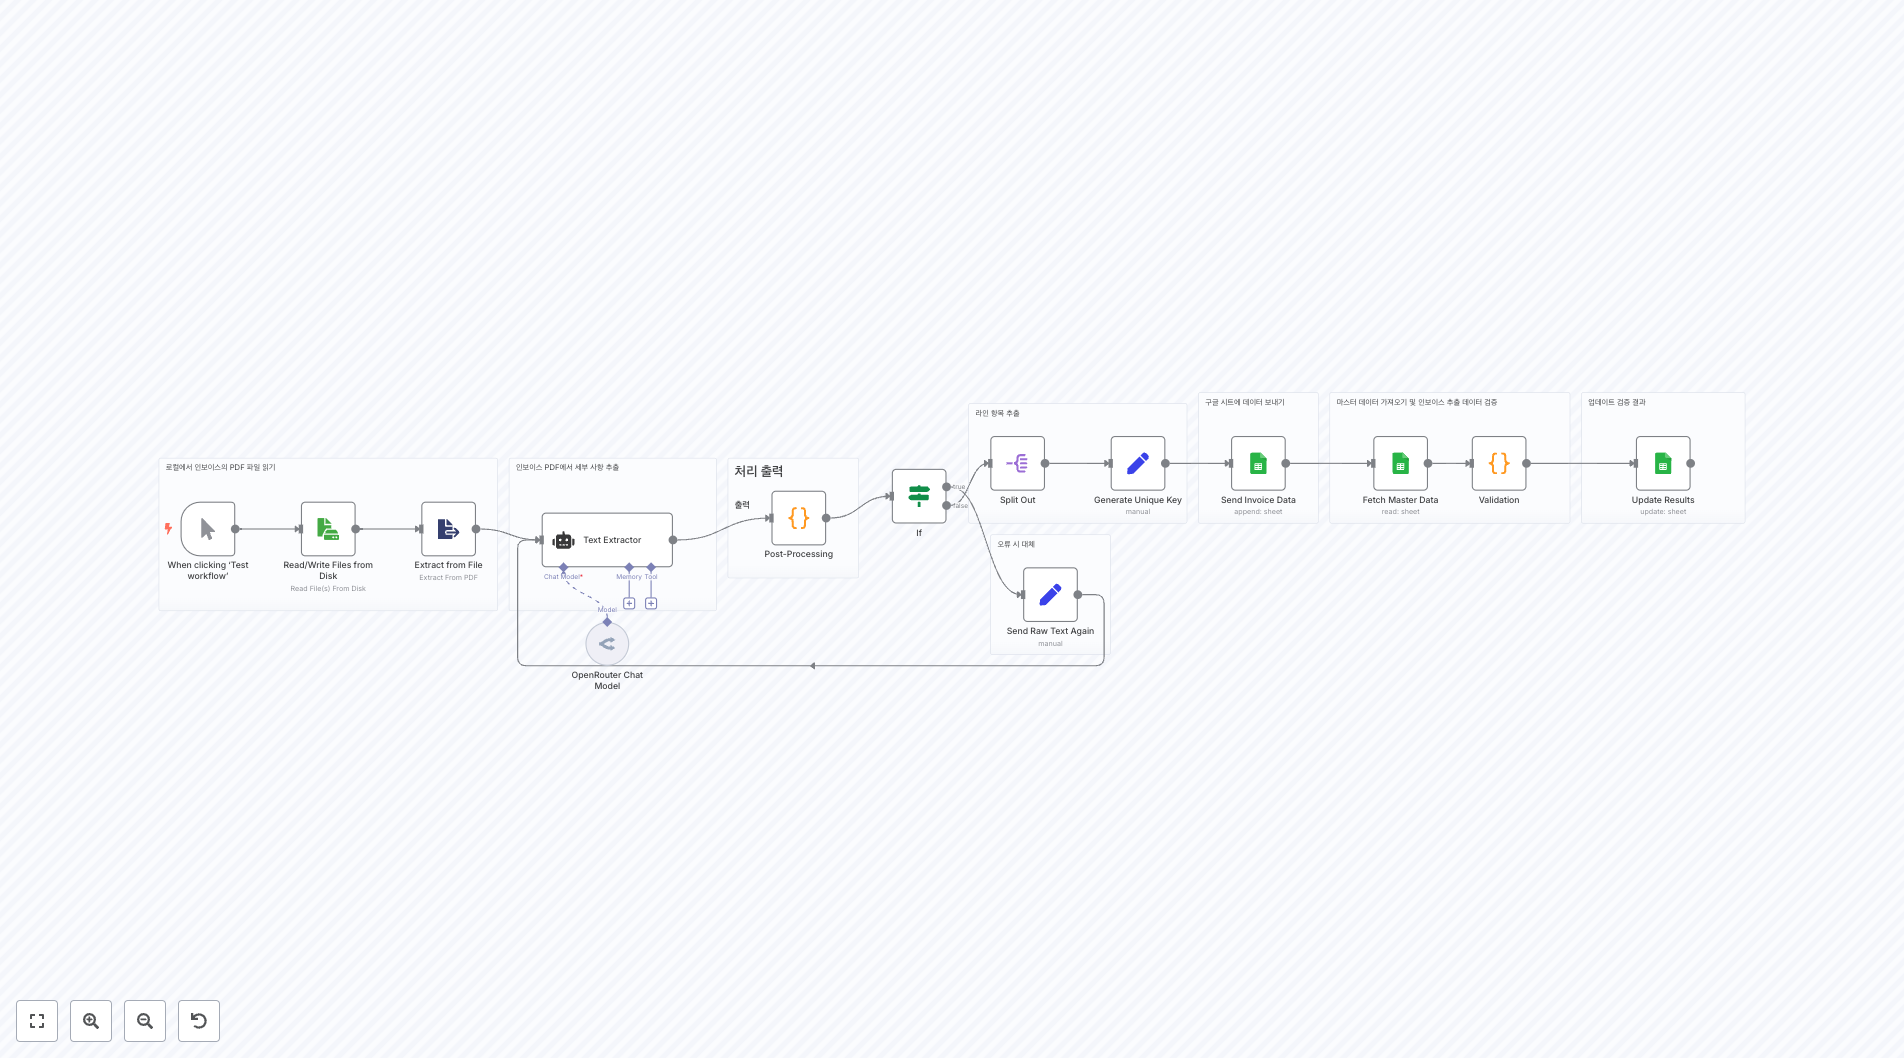 로컬에서 인보이스의 PDF 파일 읽기
When clicking ‘Test
workflow’
Read/Write Files from
Disk
Read File(s) From Disk
Extract from File
Extract From PDF
인보이스 PDF에서 세부 사항 추출
Text Extractor
Chat Model*
Memory
Tool
Model
OpenRouter Chat
Model
처리 출력
출력
Post-Processing
If
true
false
라인 항목 추출
Split Out
Generate Unique Key
manual
오류 시 대체
Send Raw Text Again
manual
구글 시트에 데이터 보내기
Send Invoice Data
append: sheet
마스터 데이터 가져오기 및 인보이스 추출 데이터 검증
Fetch Master Data
read: sheet
Validation
업데이트 검증 결과
Update Results
update: sheet